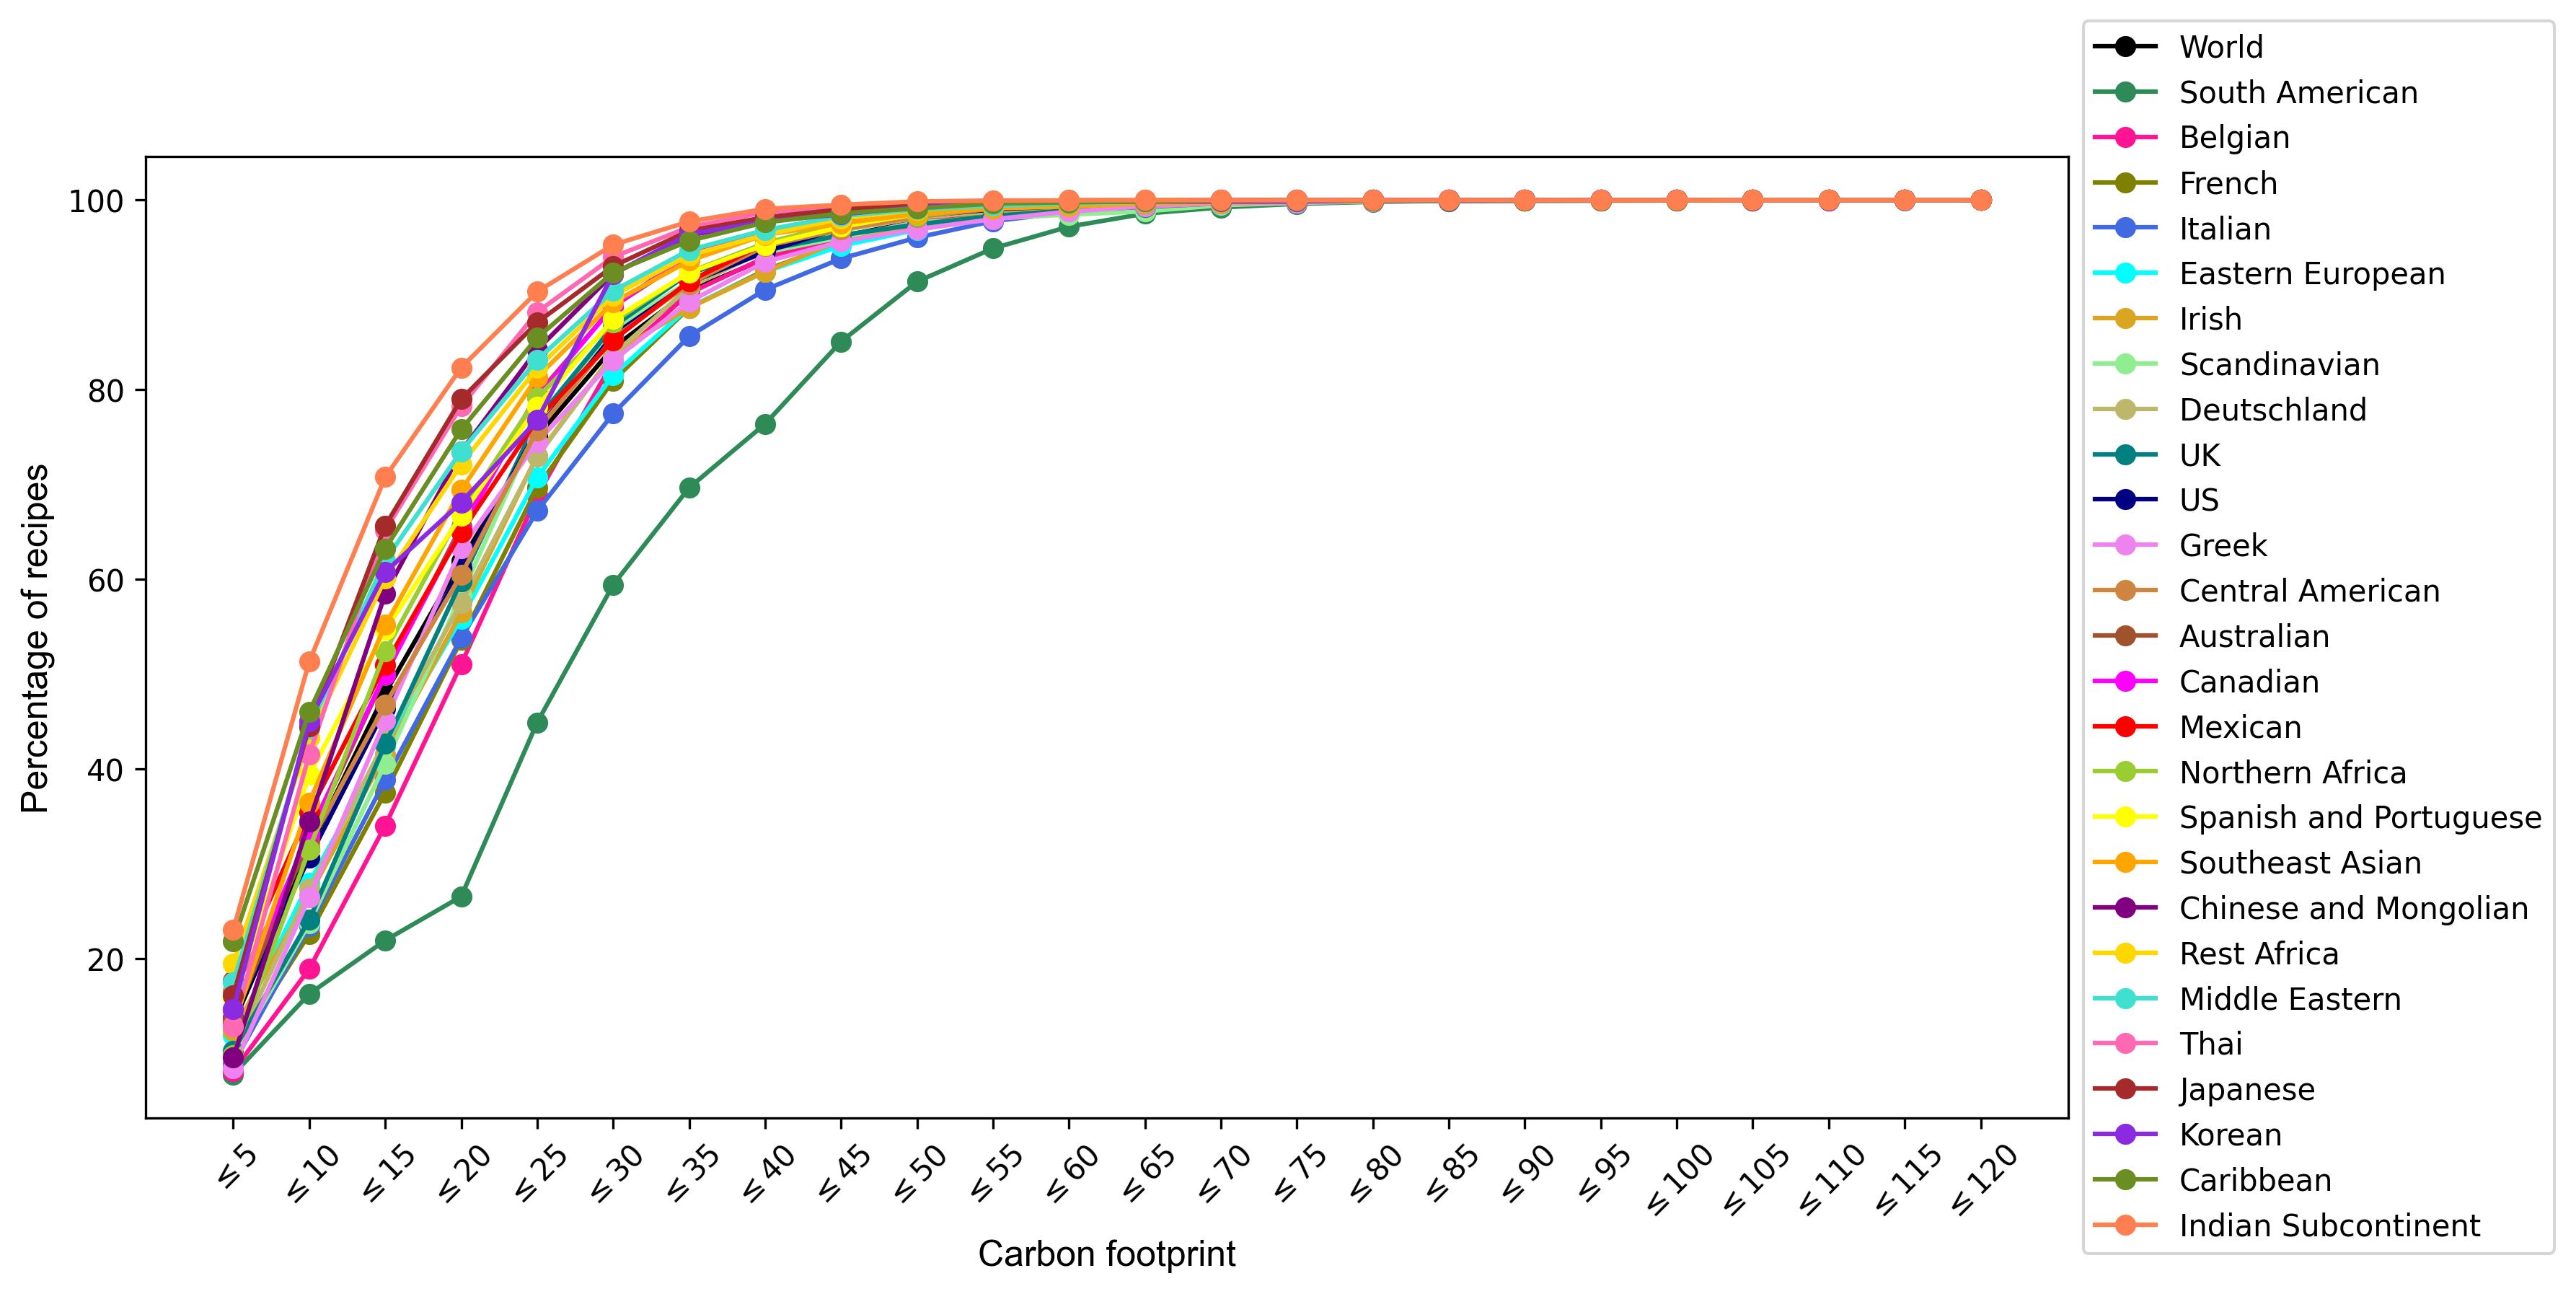 100
80
60
40
20
Percentage of recipes
≤ 5
≤ 10
≤ 15
≤ 20
≤ 25
≤ 30
≤ 35
≤ 40
≤ 45
≤ 50
≤ 55
≤ 60
≤ 65
≤ 70
≤ 75
≤ 80
≤ 85
≤ 90
≤ 95
≤ 100
≤ 105
≤ 110
≤ 115
≤ 120
Carbon footprint
World
South American
Belgian
French
Italian
Eastern European
Irish
Scandinavian
Deutschland
UK
US
Greek
Central American
Australian
Canadian
Mexican
Northern Africa
Spanish and Portuguese
Southeast Asian
Chinese and Mongolian
Rest Africa
Middle Eastern
Thai
Japanese
Korean
Caribbean
Indian Subcontinent